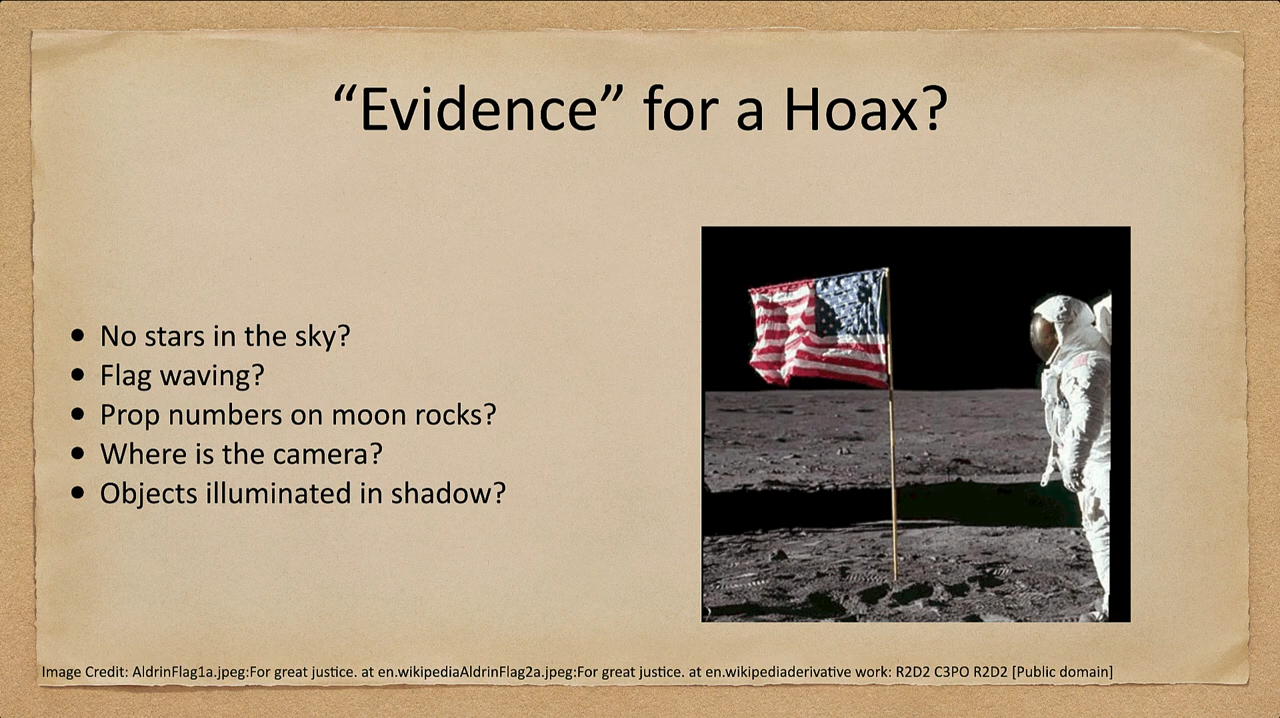 “Evidence” for a Hoax?
• No stars in the sky?
• Flag waving?
• Prop numbers on moon rocks?
• Where is the camera?
• Objects illuminated in shadow?
Image Credit: AldrinFlag1a.jpeg:For great justice. at en.wikipediaAldrinFlag2a.jpeg:For great justice. at en.wikipediaderivative work: R2D2 C3PO R2D2 [Public domain]